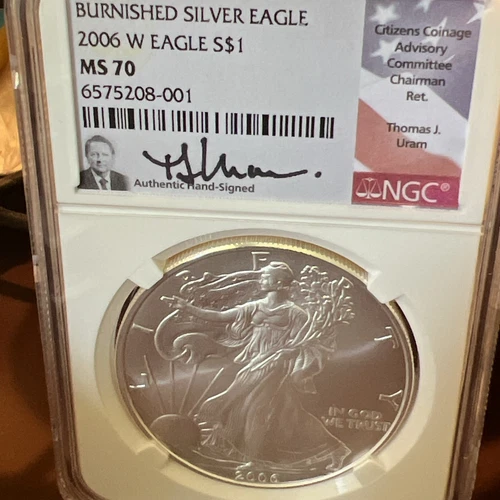 BURNISHED SILVER EAGLE
2006 W EAGLE S$1
MS 70
6575208-001
Authentic Hand-Signed
Citizens Coinage
Advisory
Committee
Chairman
Ret.
Thomas J.
Uram
NGC®
LIBERTY
IN GOD
WE TRUST
2006